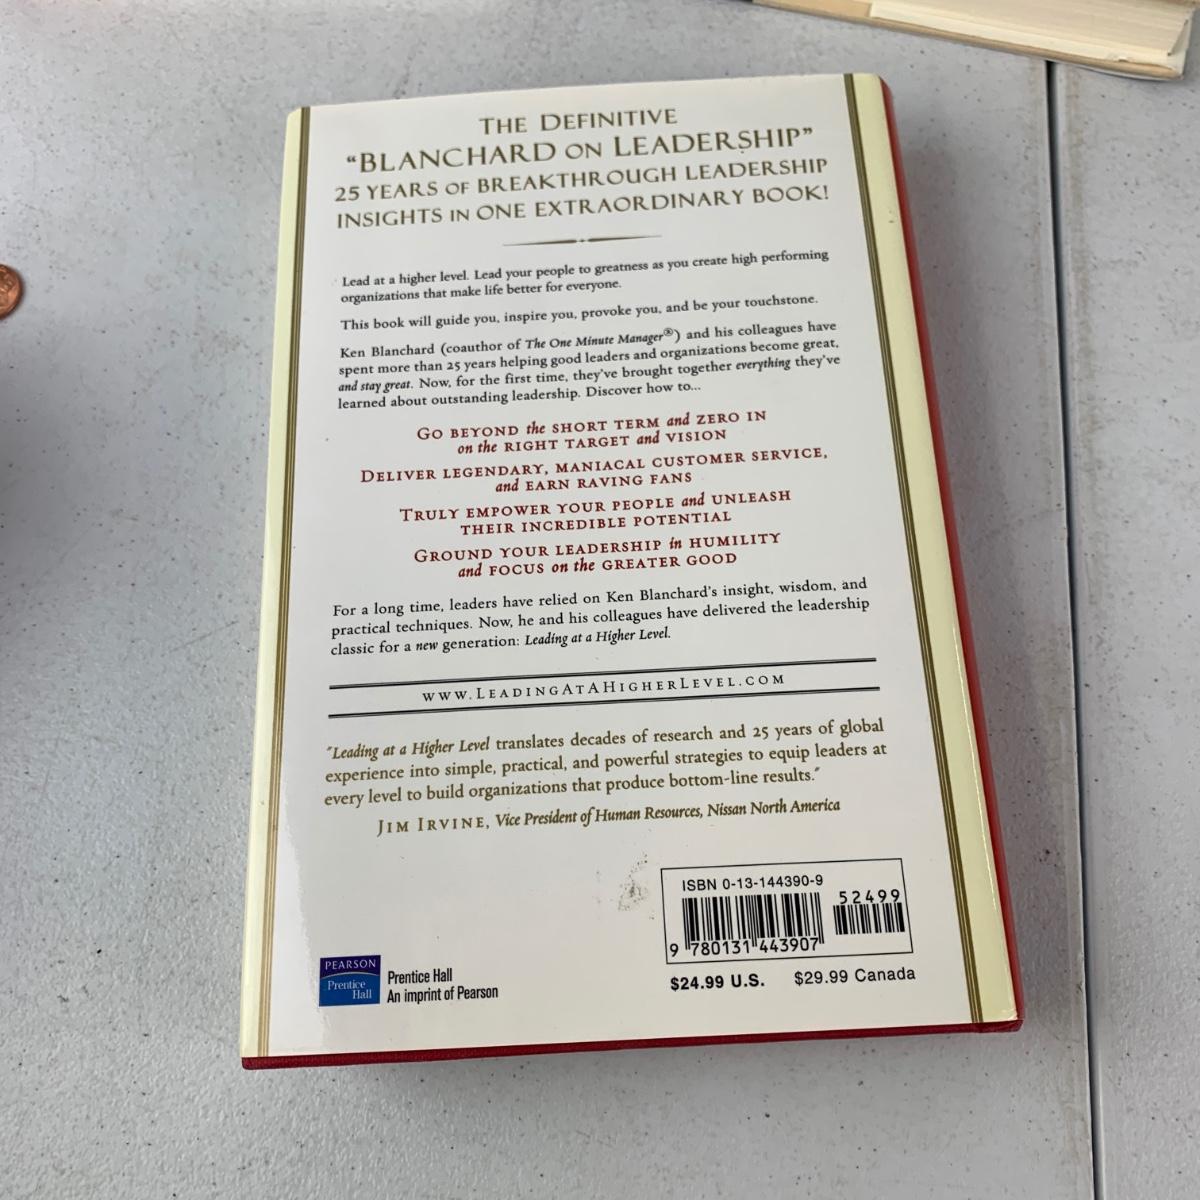 THE DEFINITIVE
"BLANCHARD ON LEADERSHIP"
25 YEARS OF BREAKTHROUGH LEADERSHIP
INSIGHTS IN ONE EXTRAORDINARY BOOK!
Lead at a higher level. Lead your people to greatness as you create high performing
organizations that make life better for everyone.
This book will guide you, inspire you, provoke you, and be your touchstone.
Ken Blanchard (coauthor of The One Minute Manager®) and his colleagues have
spent more than 25 years helping good leaders and organizations become great,
and stay great. Now, for the first time, they've brought together everything they've
learned about outstanding leadership. Discover how to...
GO BEYOND the SHORT TERM and ZERO IN
on the RIGHT TARGET and VISION
DELIVER LEGENDARY, MANIACAL CUSTOMER SERVICE,
and EARN RAVING FANS
TRULY EMPOWER YOUR PEOPLE and UNLEASH
THEIR INCREDIBLE POTENTIAL
GROUND YOUR LEADERSHIP in HUMILITY
and FOCUS on the GREATER GOOD
For a long time, leaders have relied on Ken Blanchard's insight, wisdom, and
practical techniques. Now, he and his colleagues have delivered the leadership
classic for a new generation: Leading at a Higher Level.
WWW.LEADINGATAHIGHERLEVEL.COM
"Leading at a Higher Level translates decades of research and 25 years of global
experience into simple, practical, and powerful strategies to equip leaders at
every level to build organizations that produce bottom-line results."
JIM IRVINE, Vice President of Human Resources, Nissan North America
ISBN 0-13-144390-9
52499
9 780131 443907
$24.99 U.S. $29.99 Canada
PEARSON
Prentice
Hall
Prentice Hall
An imprint of Pearson